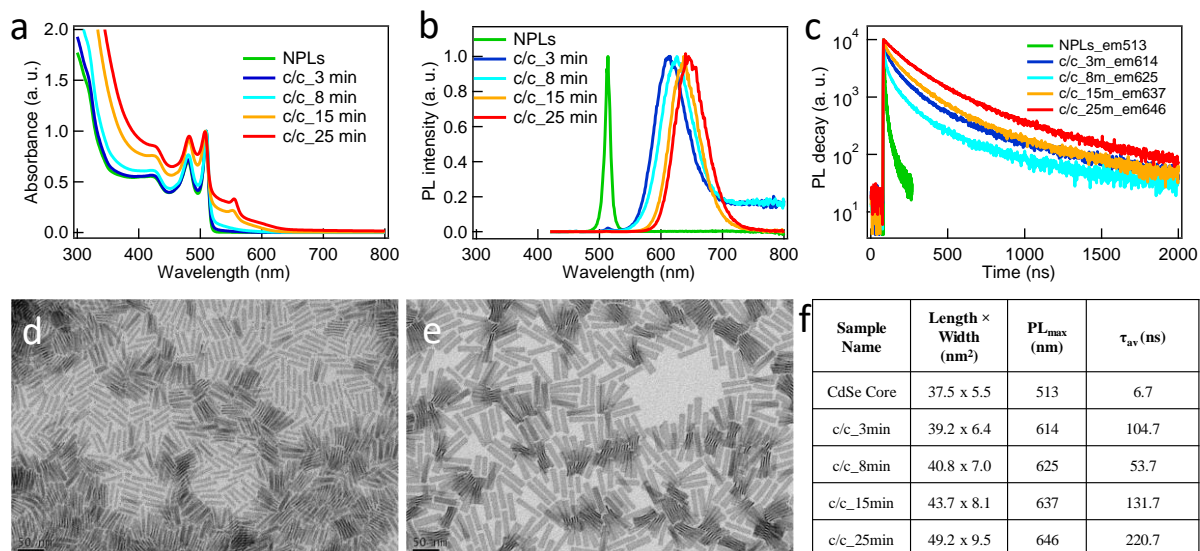 a
2.0
1.5
1.0
0.5
0.0
Absorbance (a. u.)
NPLs
c/c_3 min
c/c_8 min
c/c_15 min
c/c_25 min
300 400 500 600 700 800
Wavelength (nm)
b
1.0
0.8
0.6
0.4
0.2
0.0
PL intensity (a. u.)
NPLs
c/c_3 min
c/c_8 min
c/c_15 min
c/c_25 min
300 400 500 600 700 800
Wavelength (nm)
c
10⁴
10³
10²
10¹
PL decay (a. u.)
NPLs_em513
c/c_3m_em614
c/c_8m_em625
c/c_15m_em637
c/c_25m_em646
0 500 1000 1500 2000
Time (ns)
d
50 nm
e
50 nm
f
Sample Name Length × Width (nm²) PLmax (nm) τav (ns)
CdSe Core 37.5 x 5.5 513 6.7
c/c_3min 39.2 x 6.4 614 104.7
c/c_8min 40.8 x 7.0 625 53.7
c/c_15min 43.7 x 8.1 637 131.7
c/c_25min 49.2 x 9.5 646 220.7